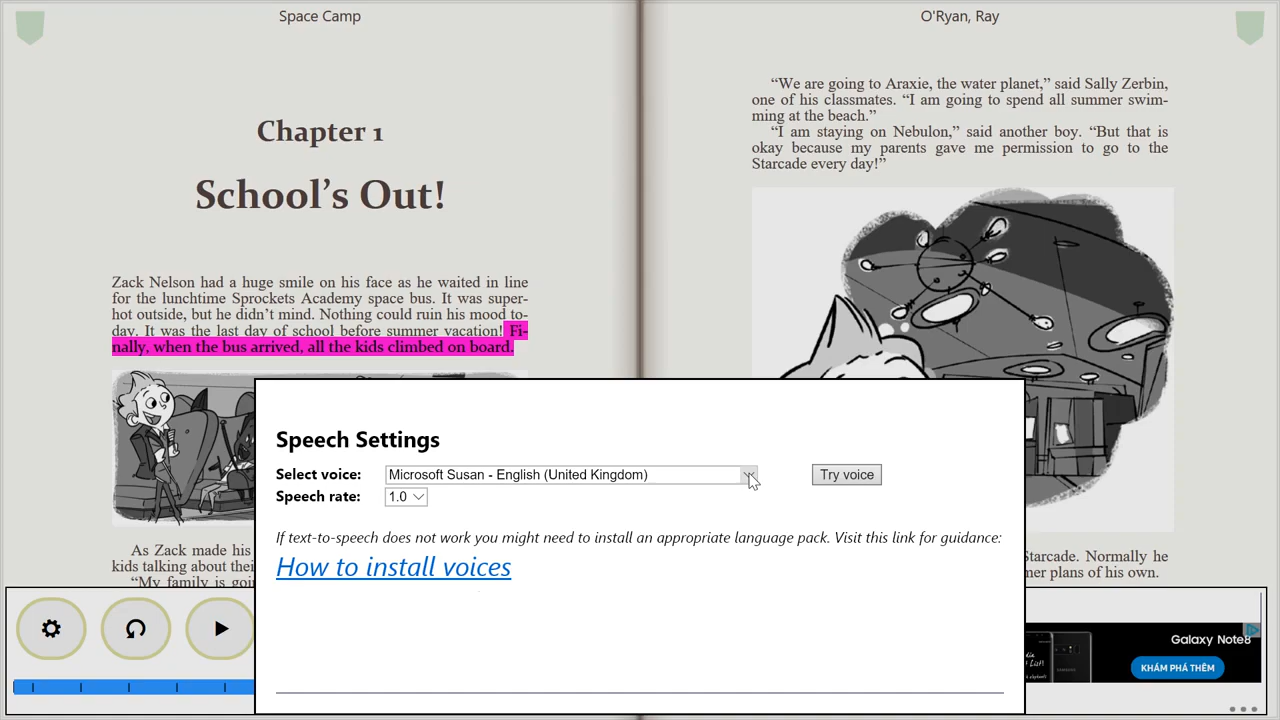 Space Camp
Chapter 1
School's Out!
Zack Nelson had a huge smile on his face as he waited in line
for the lunchtime Sprockets Academy space bus. It was super-
hot outside, but he didn't mind. Nothing could ruin his mood to-
day. It was the last day of school before summer vacation! Fi-
nally, when the bus arrived, all the kids climbed on board.
As Zack made his
kids talking about their
"My family is goi
O'Ryan, Ray
"We are going to Araxie, the water planet," said Sally Zerbin,
one of his classmates. "I am going to spend all summer swim-
ming at the beach."
"I am staying on Nebulon," said another boy. "But that is
okay because my parents gave me permission to go to the
Starcade every day!"
Starcade. Normally he
mer plans of his own.
Speech Settings
Select voice: Microsoft Susan - English (United Kingdom) Try voice
Speech rate: 1.0
If text-to-speech does not work you might need to install an appropriate language pack. Visit this link for guidance:
How to install voices
Galaxy Note8
KHÁM PHÁ THÊM